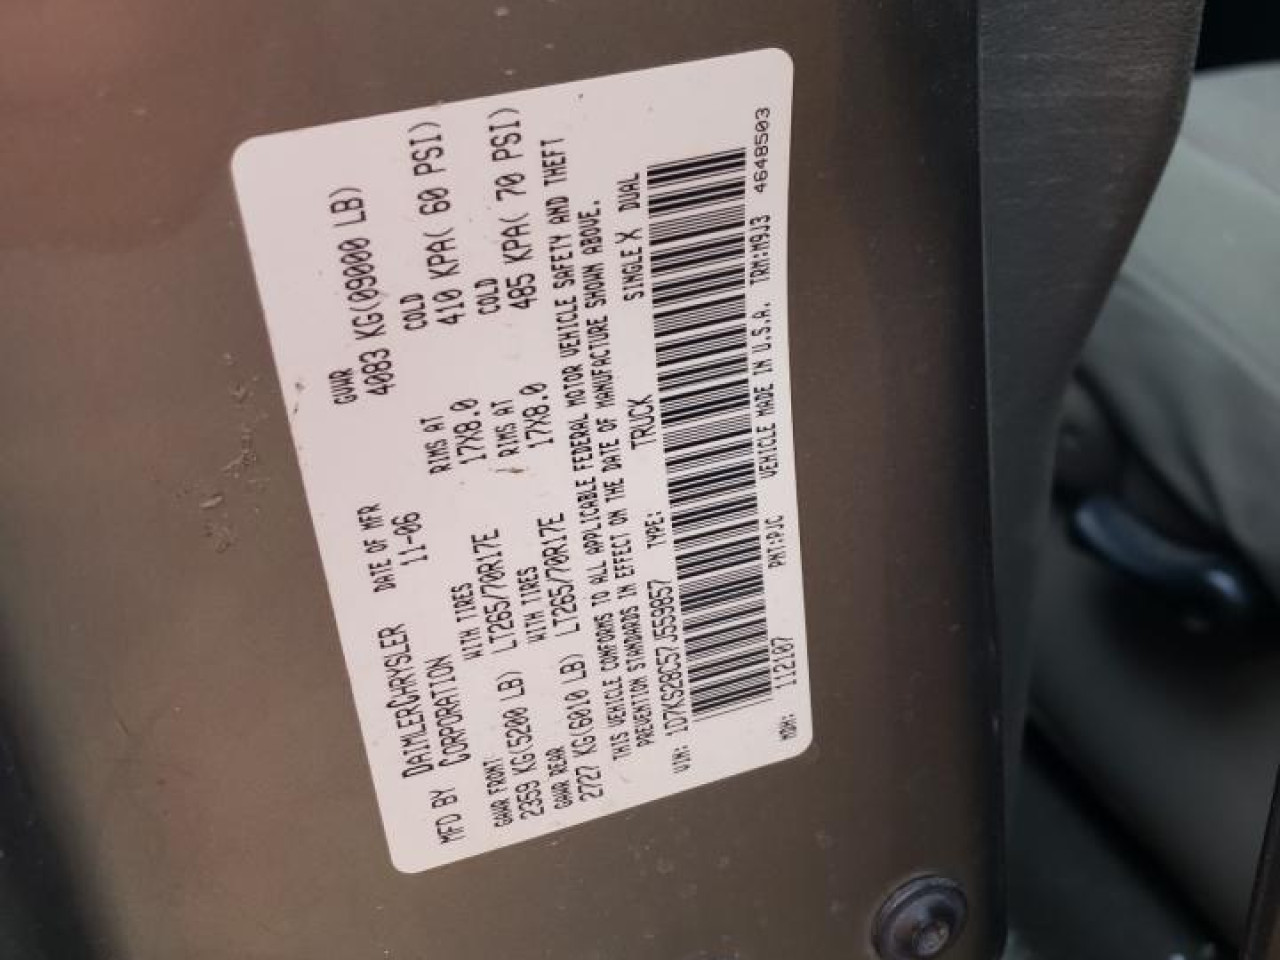 MFD BY DAIMLERCHRYSLER CORPORATION DATE OF MFR 11-06 GVWR 4083 KG(09000 LB)
GAWR FRONT WITH TIRES RIMS AT COLD
2359 KG(5200 LB) LT265/70R17E 17X8.0 410 KPA( 60 PSI)
GAWR REAR WITH TIRES RIMS AT COLD
2727 KG(6010 LB) LT265/70R17E 17X8.0 485 KPA( 70 PSI)
THIS VEHICLE CONFORMS TO ALL APPLICABLE FEDERAL MOTOR VEHICLE SAFETY AND THEFT
PREVENTION STANDARDS IN EFFECT ON THE DATE OF MANUFACTURE SHOWN ABOVE.
VIN: 1D7KS28C57J559857 TYPE: TRUCK SINGLE X DUAL
MDH: 112107 PNT:PJC VEHICLE MADE IN U.S.A. TRM:M9J3 4648503